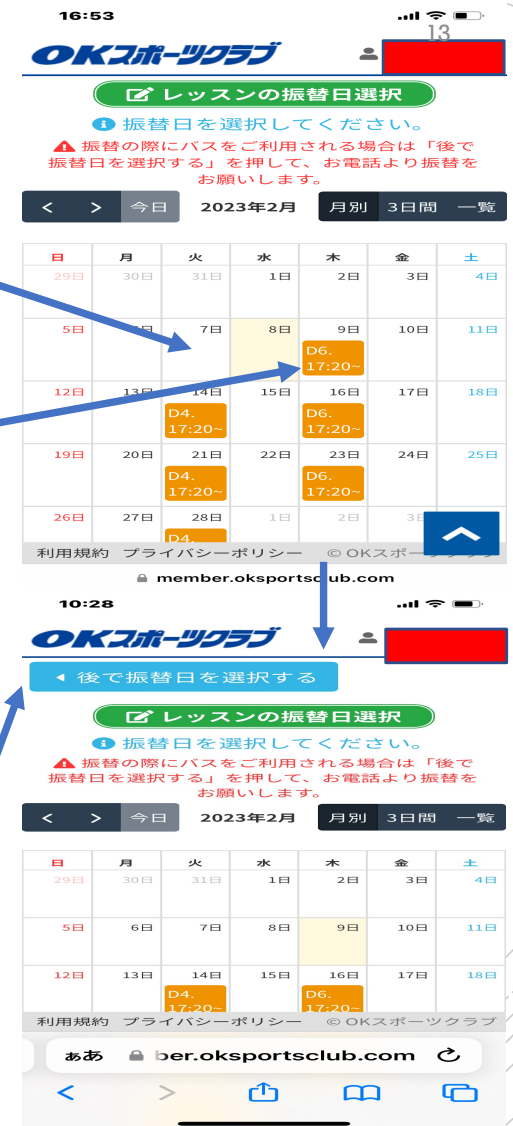 16:53
13
OKスポーツクラブ
レッスンの振替日選択
振替日を選択してください。
振替の際にバスをご利用される場合は「後で
振替日を選択する」を押して、お電話より振替を
お願いします。
< > 今日 2023年2月 月別 3日間 一覧
日 月 火 水 木 金 土
29日 30日 31日 1日 2日 3日 4日
5日 7日 8日 9日 10日 11日
D6.
17:20~
12日 13日 14日 15日 16日 17日 18日
D4. D6.
17:20~ 17:20~
19日 20日 21日 22日 23日 24日 25日
D4. D6.
17:20~ 17:20~
26日 27日 28日 1日 2日
D4.
利用規約 プライバシーポリシー © OKスポーツクラブ
member.oksportsclub.com
10:28
OKスポーツクラブ
後で振替日を選択する
レッスンの振替日選択
振替日を選択してください。
振替の際にバスをご利用される場合は「後で
振替日を選択する」を押して、お電話より振替を
お願いします。
< > 今日 2023年2月 月別 3日間 一覧
日 月 火 水 木 金 土
29日 30日 31日 1日 2日 3日 4日
5日 6日 7日 8日 9日 10日 11日
12日 13日 14日 15日 16日 17日 18日
D4. D6.
17:20~ 17:20~
利用規約 プライバシーポリシー © OKスポーツクラブ
ぁあ ber.oksportsclub.com